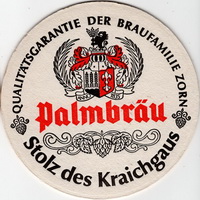 QUALITÄTSGARANTIE DER BRAUFAMILIE ZORN
Palmbräu
Stolz des Kraichgaus